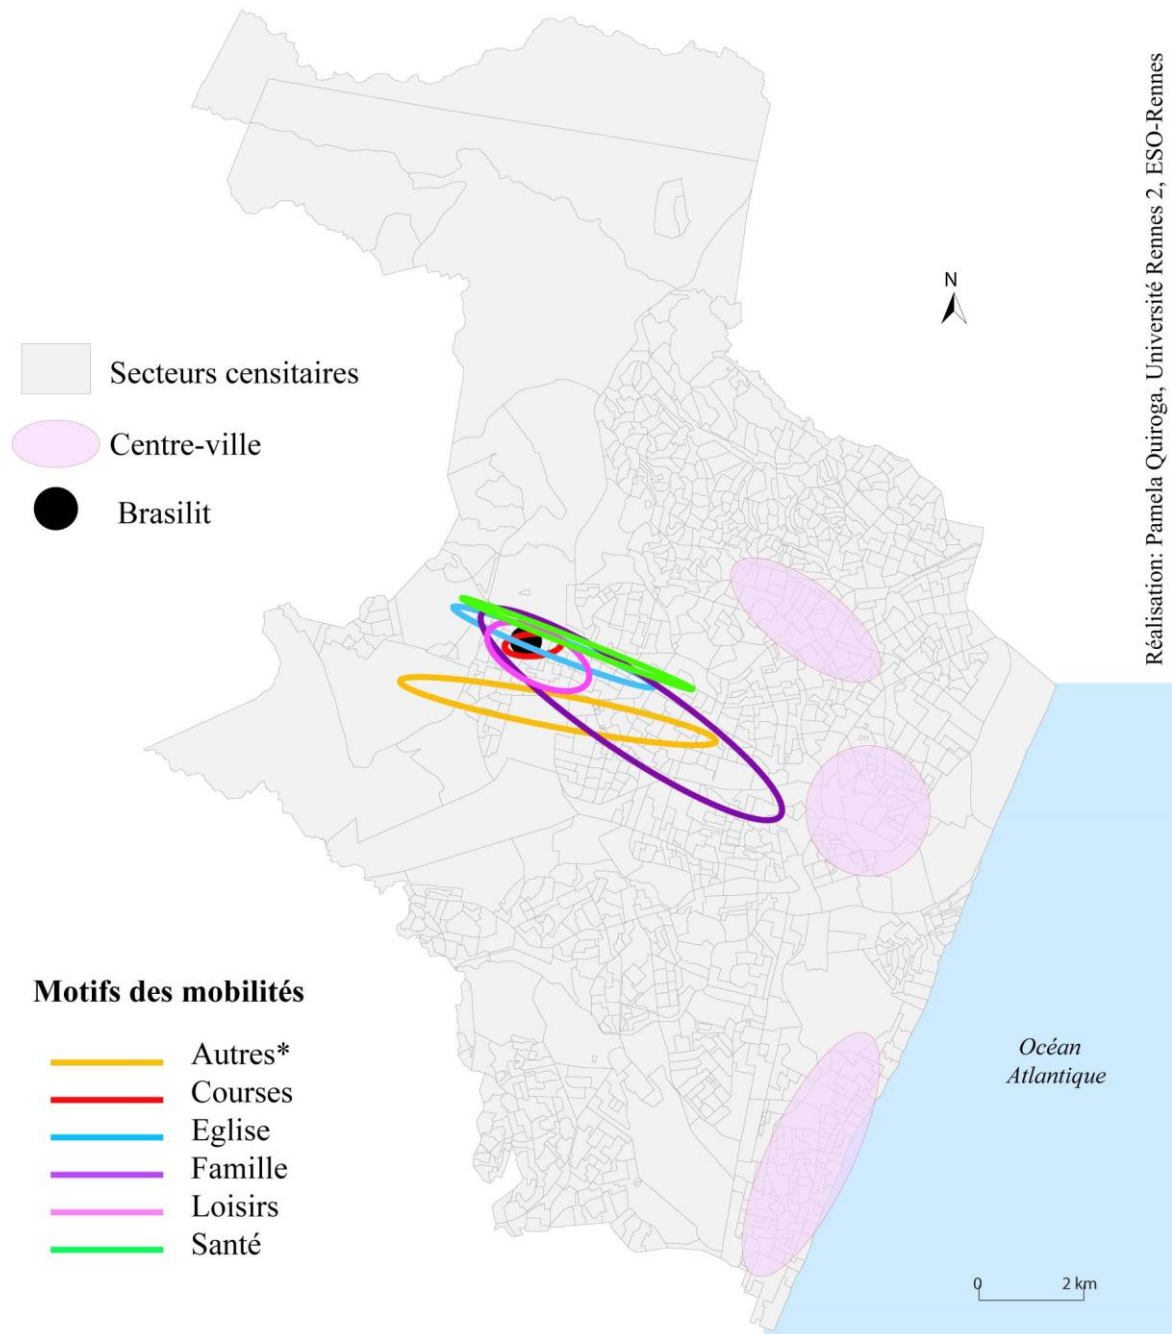 Réalisation: Pamela Quiroga, Université Rennes 2, ESO-Rennes
N
Secteurs censitaires
Centre-ville
Brasilit
Motifs des mobilités
Autres*
Courses
Eglise
Famille
Loisirs
Santé
Océan
Atlantique
0 2 km